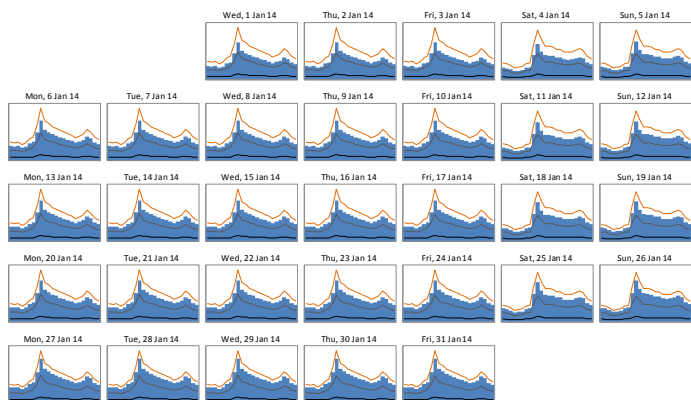 Wed, 1 Jan 14 Thu, 2 Jan 14 Fri, 3 Jan 14 Sat, 4 Jan 14 Sun, 5 Jan 14
Mon, 6 Jan 14 Tue, 7 Jan 14 Wed, 8 Jan 14 Thu, 9 Jan 14 Fri, 10 Jan 14 Sat, 11 Jan 14 Sun, 12 Jan 14
Mon, 13 Jan 14 Tue, 14 Jan 14 Wed, 15 Jan 14 Thu, 16 Jan 14 Fri, 17 Jan 14 Sat, 18 Jan 14 Sun, 19 Jan 14
Mon, 20 Jan 14 Tue, 21 Jan 14 Wed, 22 Jan 14 Thu, 23 Jan 14 Fri, 24 Jan 14 Sat, 25 Jan 14 Sun, 26 Jan 14
Mon, 27 Jan 14 Tue, 28 Jan 14 Wed, 29 Jan 14 Thu, 30 Jan 14 Fri, 31 Jan 14